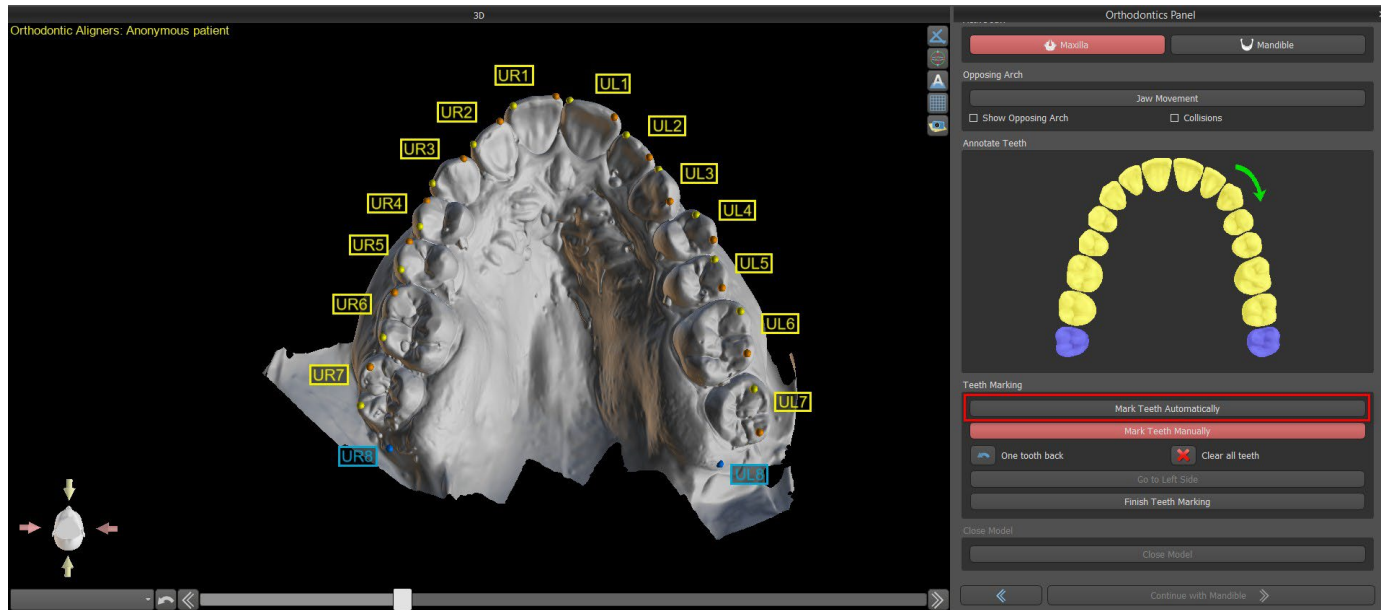 3D
Orthodontic Aligners: Anonymous patient
UR1
UL1
UR2
UL2
UR3
UL3
UR4
UL4
UR5
UL5
UR6
UL6
UR7
UL7
UR8
UL8
Orthodontics Panel
Maxilla
Mandible
Opposing Arch
Jaw Movement
Show Opposing Arch
Collisions
Annotate Teeth
Teeth Marking
Mark Teeth Automatically
Mark Teeth Manually
One tooth back
Clear all teeth
Go to Left Side
Finish Teeth Marking
Close Model
Close Model
Continue with Mandible